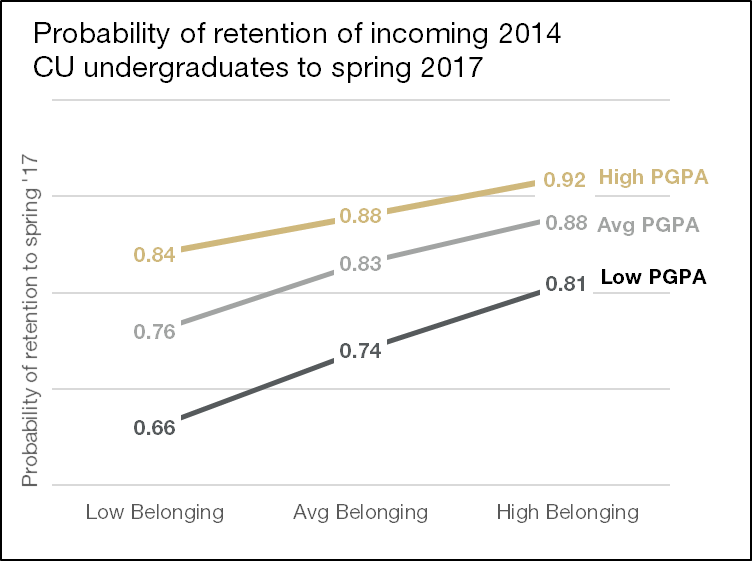 Probability of retention of incoming 2014
CU undergraduates to spring 2017
Probability of retention to spring '17
0.92 High PGPA
0.88
0.84
0.88 Avg PGPA
0.83
0.76
0.81 Low PGPA
0.74
0.66
Low Belonging Avg Belonging High Belonging